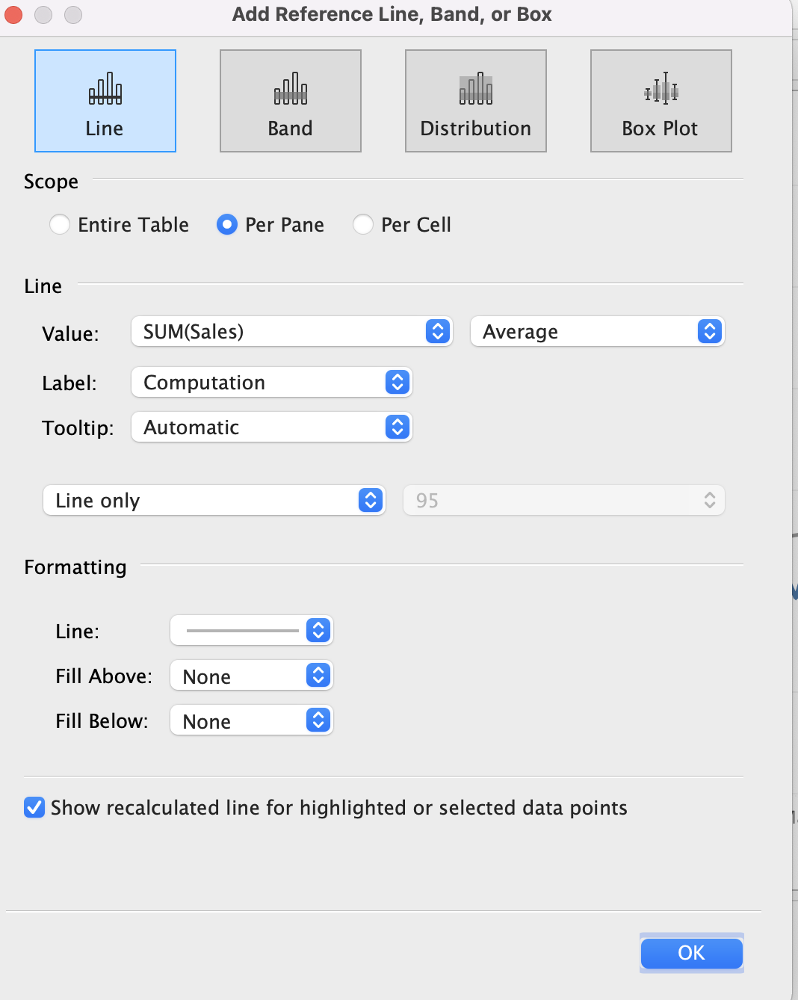 Add Reference Line, Band, or Box
Line Band Distribution Box Plot
Scope
Entire Table Per Pane Per Cell
Line
Value: SUM(Sales) Average
Label: Computation
Tooltip: Automatic
Line only 95
Formatting
Line:
Fill Above: None
Fill Below: None
Show recalculated line for highlighted or selected data points
OK